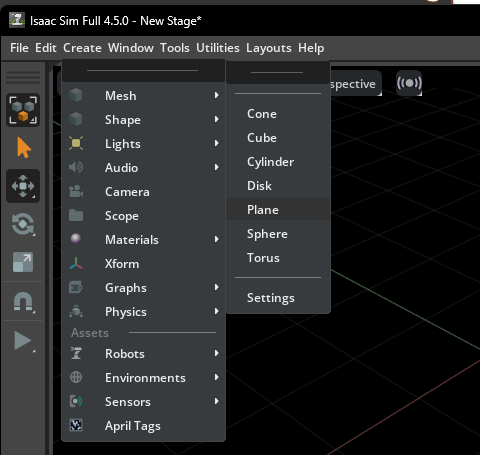 Isaac Sim Full 4.5.0 - New Stage*
File Edit Create Window Tools Utilities Layouts Help
spective
Mesh
Shape
Lights
Audio
Camera
Scope
Materials
Xform
Graphs
Physics
Assets
Robots
Environments
Sensors
April Tags
Cone
Cube
Cylinder
Disk
Plane
Sphere
Torus
Settings